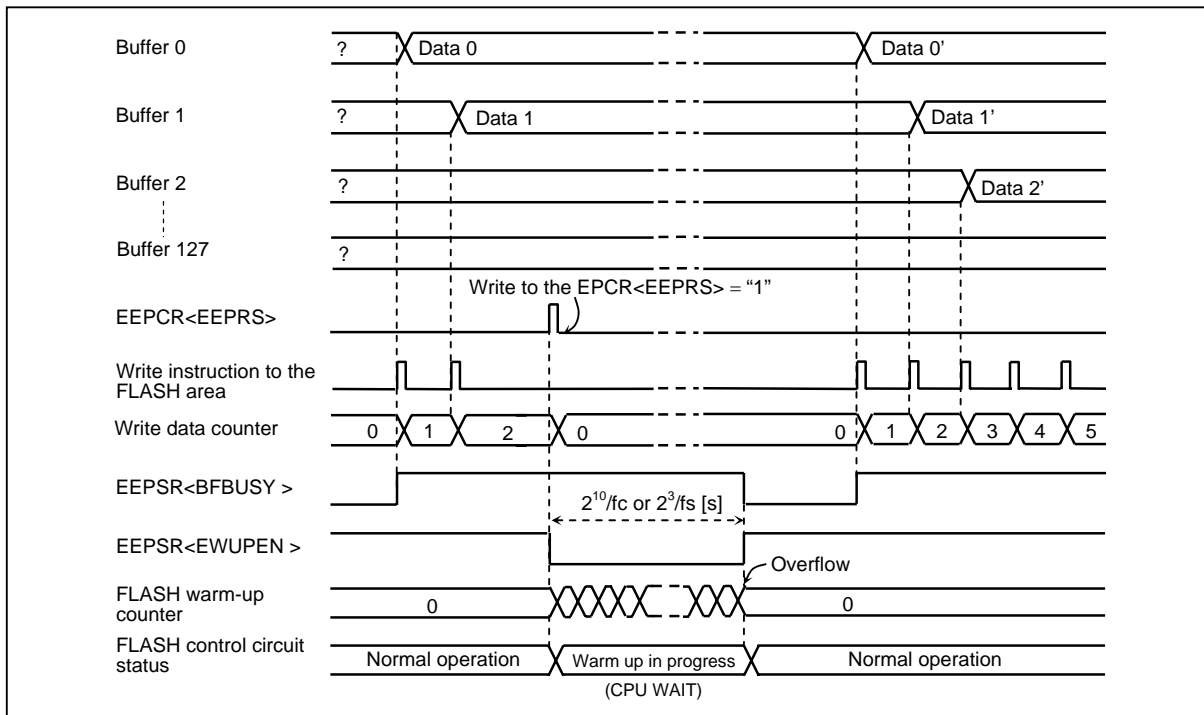 Buffer 0 ? Data 0 Data 0’
Buffer 1 ? Data 1 Data 1’
Buffer 2 ? Data 2’
Buffer 127 ?
Write to the EPCR<EEPRS> = “1”
EEPCR<EEPRS>
Write instruction to the
FLASH area
Write data counter 0 1 2 0 0 1 2 3 4 5
EEPSR<BFBUSY >
2^10/fc or 2^3/fs [s]
EEPSR<EWUPEN >
Overflow
FLASH warm-up
counter 0 0
FLASH control circuit
status Normal operation Warm up in progress Normal operation
(CPU WAIT)